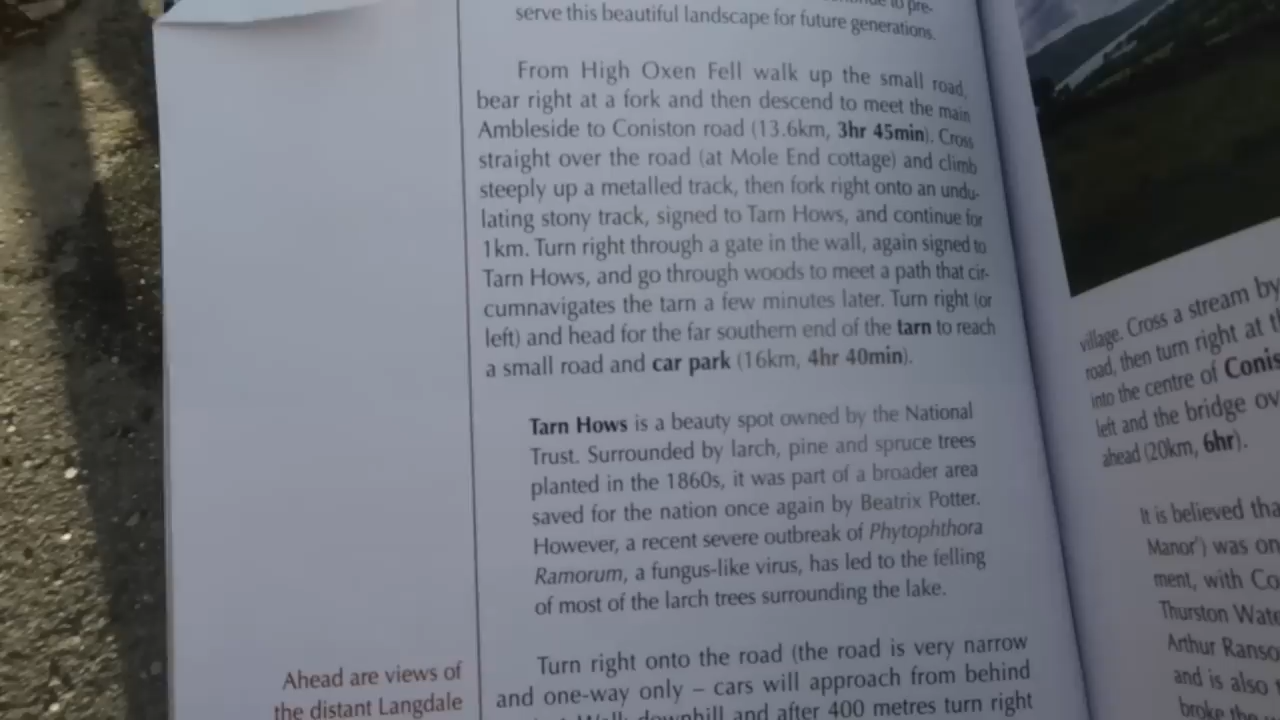 to pre-
serve this beautiful landscape for future generations.
From High Oxen Fell walk up the small road,
bear right at a fork and then descend to meet the main
Ambleside to Coniston road (13.6km, 3hr 45min). Cross
straight over the road (at Mole End cottage) and climb
steeply up a metalled track, then fork right onto an undu-
lating stony track, signed to Tarn Hows, and continue for
1km. Turn right through a gate in the wall, again signed to
Tarn Hows, and go through woods to meet a path that cir-
cumnavigates the tarn a few minutes later. Turn right (or
left) and head for the far southern end of the tarn to reach
a small road and car park (16km, 4hr 40min).
Tarn Hows is a beauty spot owned by the National
Trust. Surrounded by larch, pine and spruce trees
planted in the 1860s, it was part of a broader area
saved for the nation once again by Beatrix Potter.
However, a recent severe outbreak of Phytophthora
Ramorum, a fungus-like virus, has led to the felling
of most of the larch trees surrounding the lake.
Turn right onto the road (the road is very narrow
and one-way only – cars will approach from behind
Walk downhill and after 400 metres turn right
Ahead are views of
the distant Langdale
village. Cross a stream by
road, then turn right at
into the centre of
left and the bridge
ahead (20km, 6hr).
It is believed
Manor') was
ment, with
Thurston
Arthur
and is also
broke the